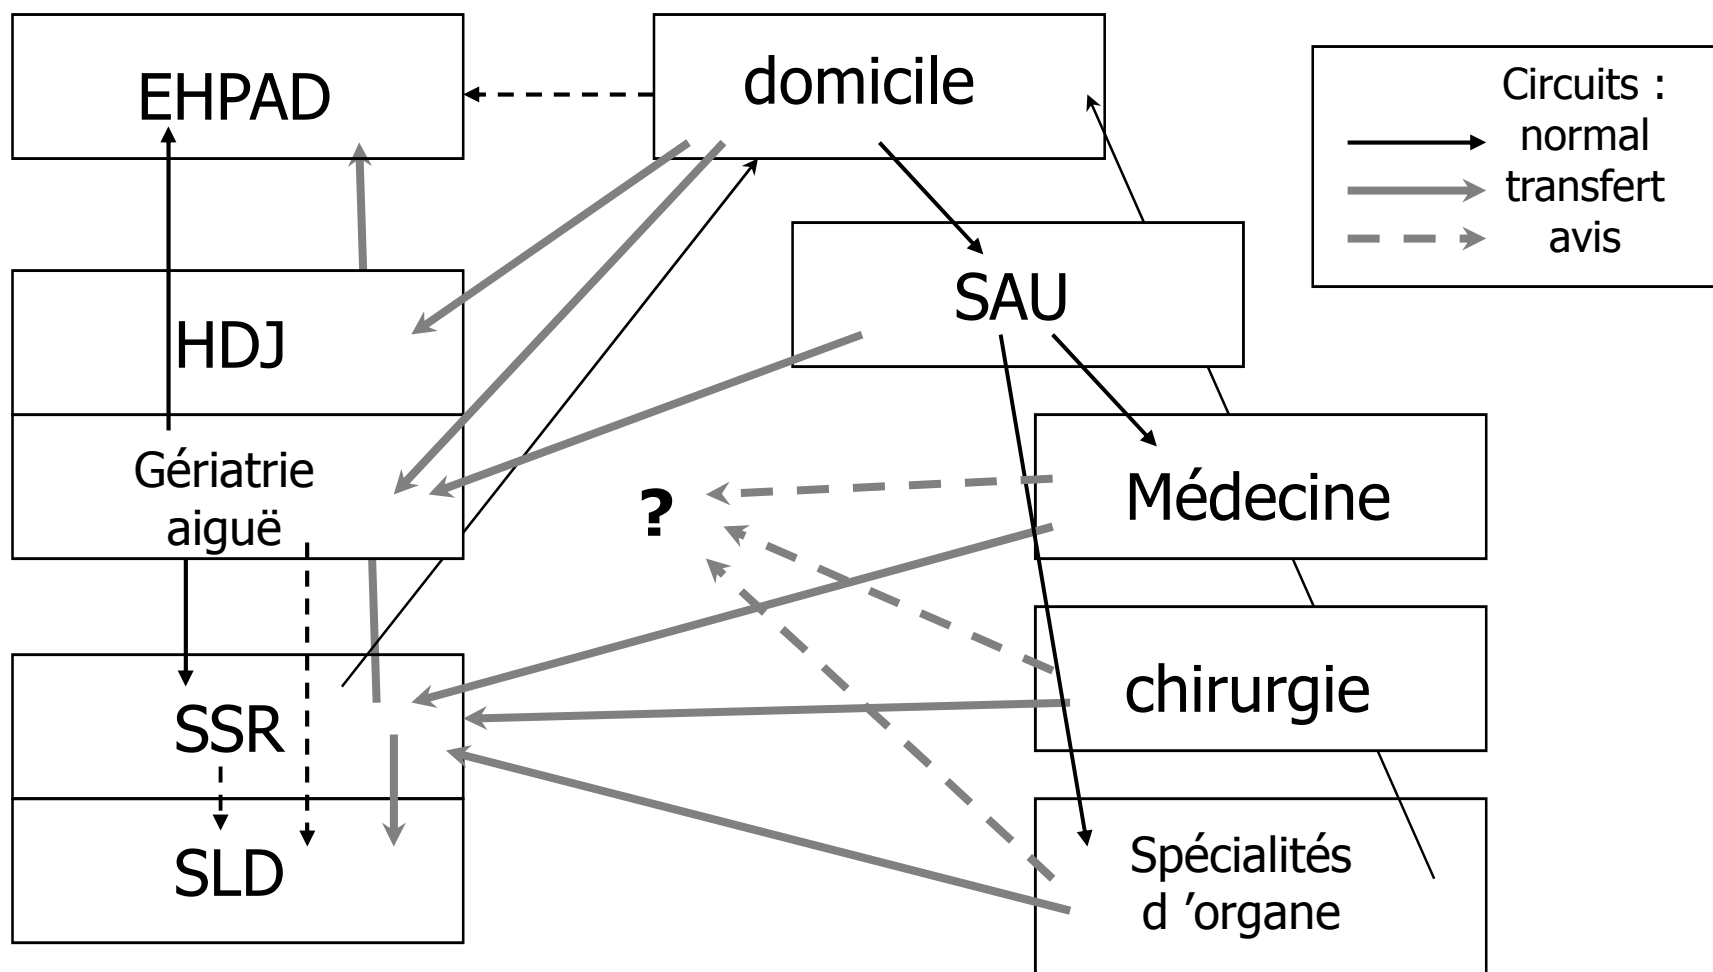 EHPAD
domicile
Circuits :
normal
transfert
avis
SAU
HDJ
Gériatrie
aiguë
?
Médecine
SSR
chirurgie
SLD
Spécialités
d ’organe